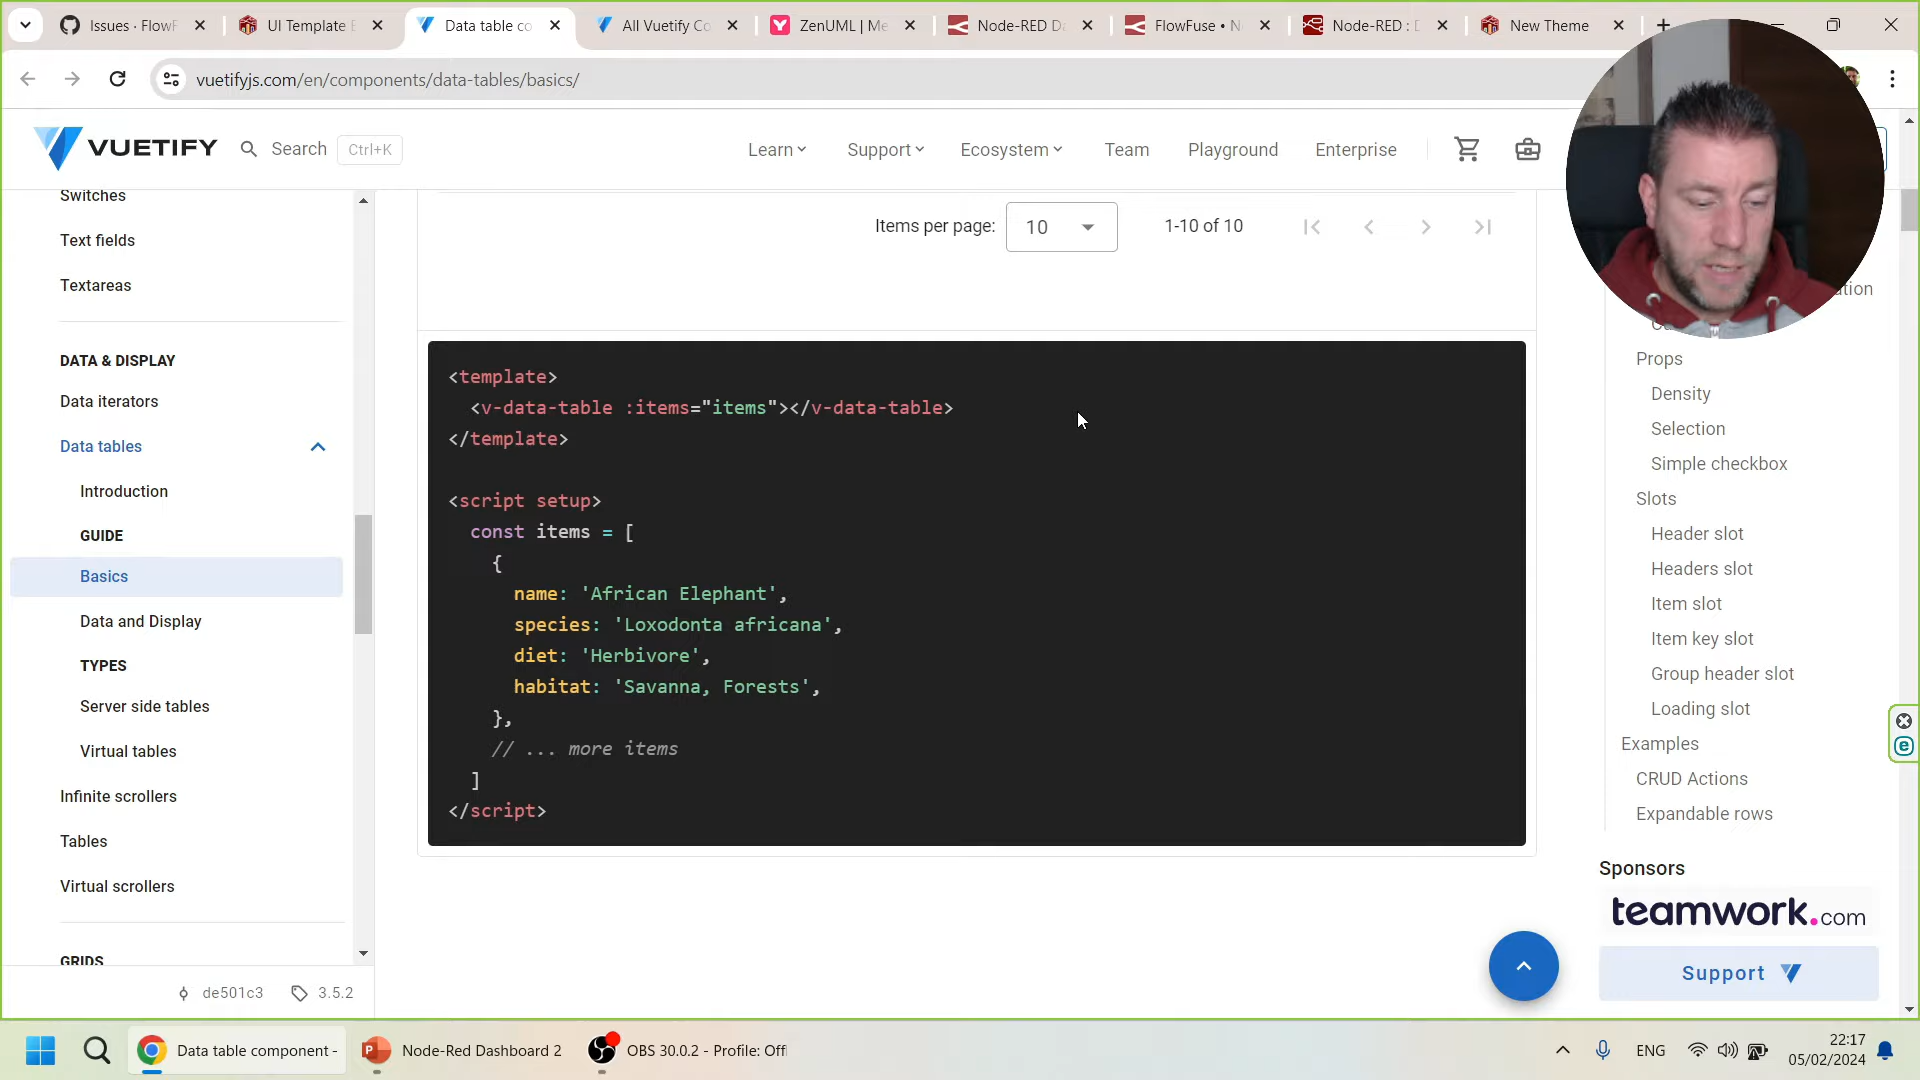 Issues · FlowF
UI Template E
Data table co
All Vuetify Co
ZenUML | Me
Node-RED Da
FlowFuse • N
Node-RED : D
New Theme
vuetifyjs.com/en/components/data-tables/basics/
VUETIFY
Search
Ctrl+K
Learn
Support
Ecosystem
Team
Playground
Enterprise
Switches
Text fields
Textareas
DATA & DISPLAY
Data iterators
Data tables
Introduction
GUIDE
Basics
Data and Display
TYPES
Server side tables
Virtual tables
Infinite scrollers
Tables
Virtual scrollers
GRIDS
de501c3
3.5.2
Items per page:
10
1-10 of 10
<template>
<v-data-table :items="items"></v-data-table>
</template>
<script setup>
const items = [
{
name: 'African Elephant',
species: 'Loxodonta africana',
diet: 'Herbivore',
habitat: 'Savanna, Forests',
},
// ... more items
]
</script>
Props
Density
Selection
Simple checkbox
Slots
Header slot
Headers slot
Item slot
Item key slot
Group header slot
Loading slot
Examples
CRUD Actions
Expandable rows
Sponsors
teamwork.com
Support
Data table component -
Node-Red Dashboard 2
OBS 30.0.2 - Profile: Offi
ENG
22:17
05/02/2024